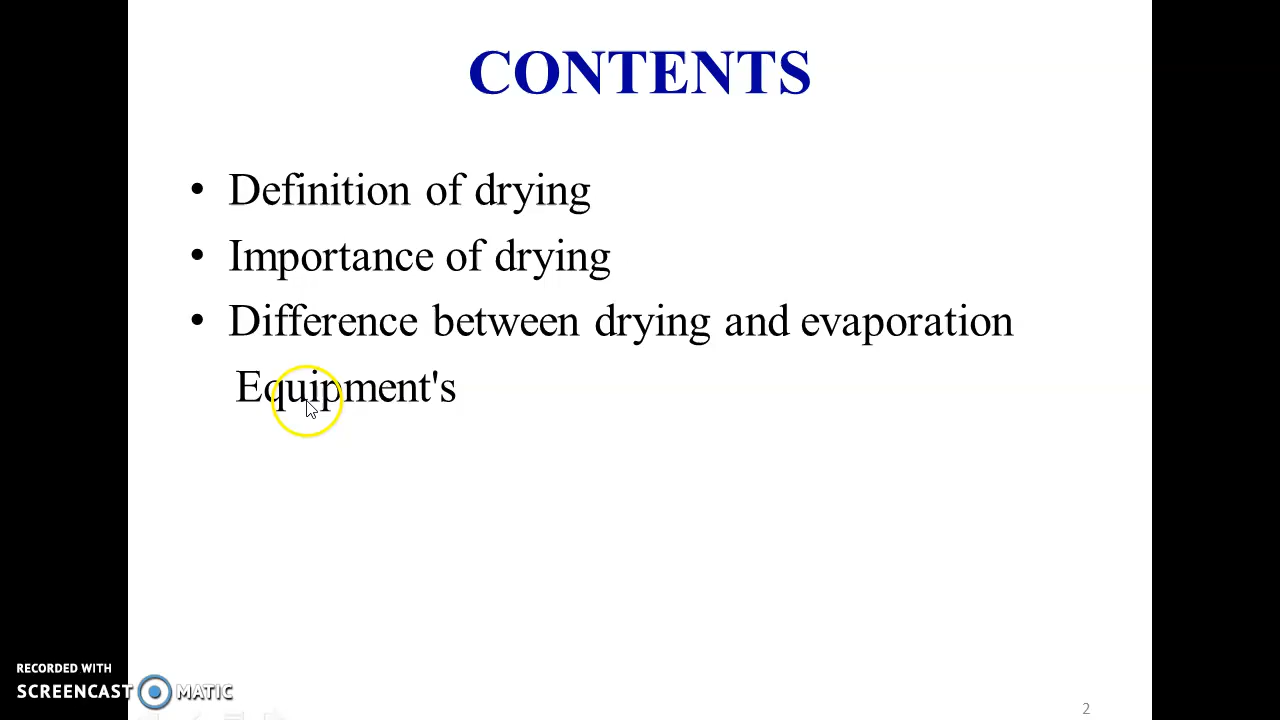 CONTENTS
• Definition of drying
• Importance of drying
• Difference between drying and evaporation
Equipment's
RECORDED WITH
SCREENCAST MATIC
2